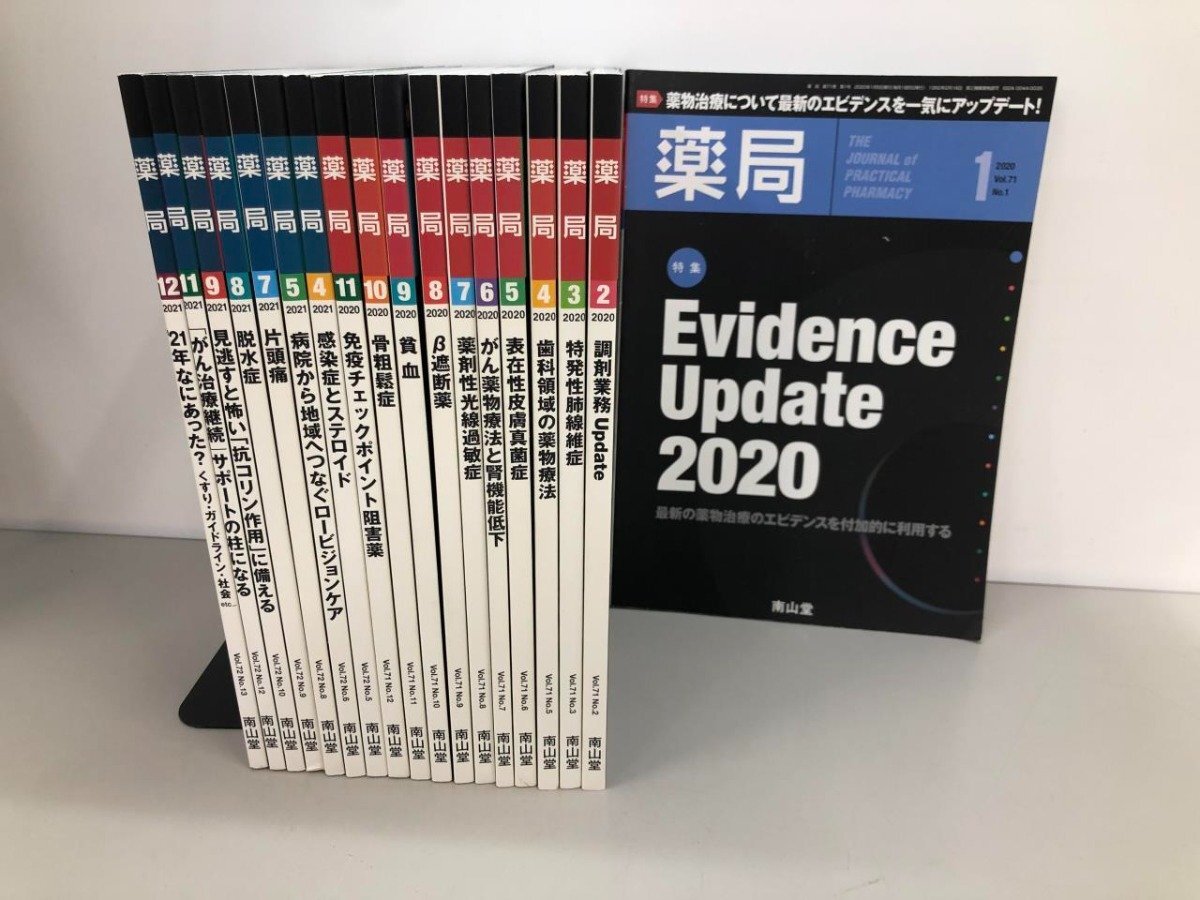 薬局
12
2021
'21年なにあった? くすり・ガイドライン・社会 etc...
Vol.72 No.13
南山堂
薬局
11
2021
「がん治療継続」サポートの柱になる
Vol.72 No.12
南山堂
薬局
9
2021
見逃すと怖い「抗コリン作用」に備える
Vol.72 No.10
南山堂
薬局
8
2021
脱水症
Vol.72 No.9
南山堂
薬局
7
2021
片頭痛
Vol.72 No.8
南山堂
薬局
5
2021
病院から地域へつなぐロービジョンケア
Vol.72 No.6
南山堂
薬局
4
2021
感染症とステロイド
Vol.72 No.5
南山堂
薬局
11
2020
免疫チェックポイント阻害薬
Vol.71 No.12
南山堂
薬局
10
2020
骨粗鬆症
Vol.71 No.11
南山堂
薬局
9
2020
貧血
Vol.71 No.10
南山堂
薬局
8
2020
β遮断薬
Vol.71 No.9
南山堂
薬局
7
2020
薬剤性光線過敏症
Vol.71 No.8
南山堂
薬局
6
2020
がん薬物療法と腎機能低下
Vol.71 No.7
南山堂
薬局
5
2020
表在性皮膚真菌症
Vol.71 No.6
南山堂
薬局
4
2020
歯科領域の薬物療法
Vol.71 No.5
南山堂
薬局
3
2020
特発性肺線維症
Vol.71 No.3
南山堂
薬局
2
2020
調剤業務Update
Vol.71 No.2
南山堂
特集 薬物治療について最新のエビデンスを一気にアップデート!
薬局
THE
JOURNAL of
PRACTICAL
PHARMACY
1
2020
Vol.71
No.1
特集
Evidence
Update
2020
最新の薬物治療のエビデンスを付加的に利用する
南山堂